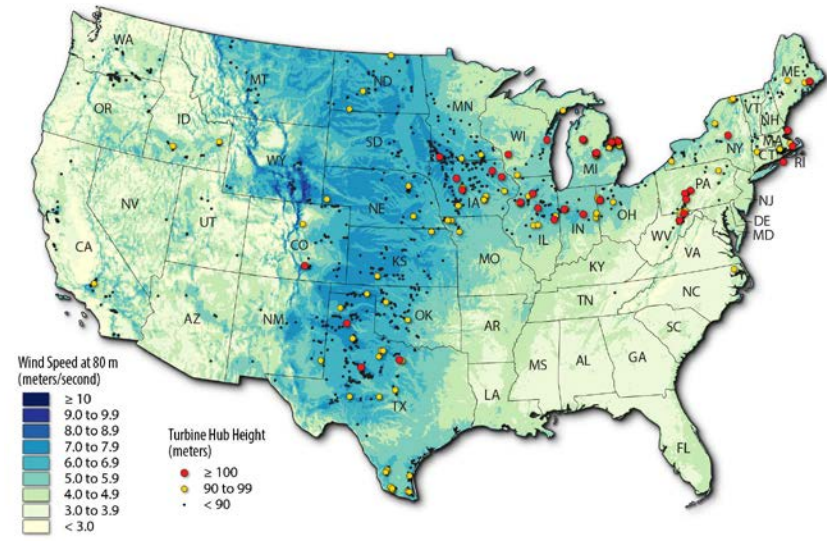 WA
MT
ND
MN
ME
OR
ID
SD
WI
VT
NH
WY
MI
NY
MA
CT
RI
NV
UT
NE
IA
PA
NJ
CA
CO
IL
IN
OH
DE
MD
WV
VA
KS
MO
KY
AZ
NM
OK
TN
NC
AR
SC
MS
AL
GA
TX
LA
FL
Wind Speed at 80 m
(meters/second)
≥ 10
9.0 to 9.9
8.0 to 8.9
7.0 to 7.9
6.0 to 6.9
5.0 to 5.9
4.0 to 4.9
3.0 to 3.9
< 3.0
Turbine Hub Height
(meters)
≥ 100
90 to 99
< 90